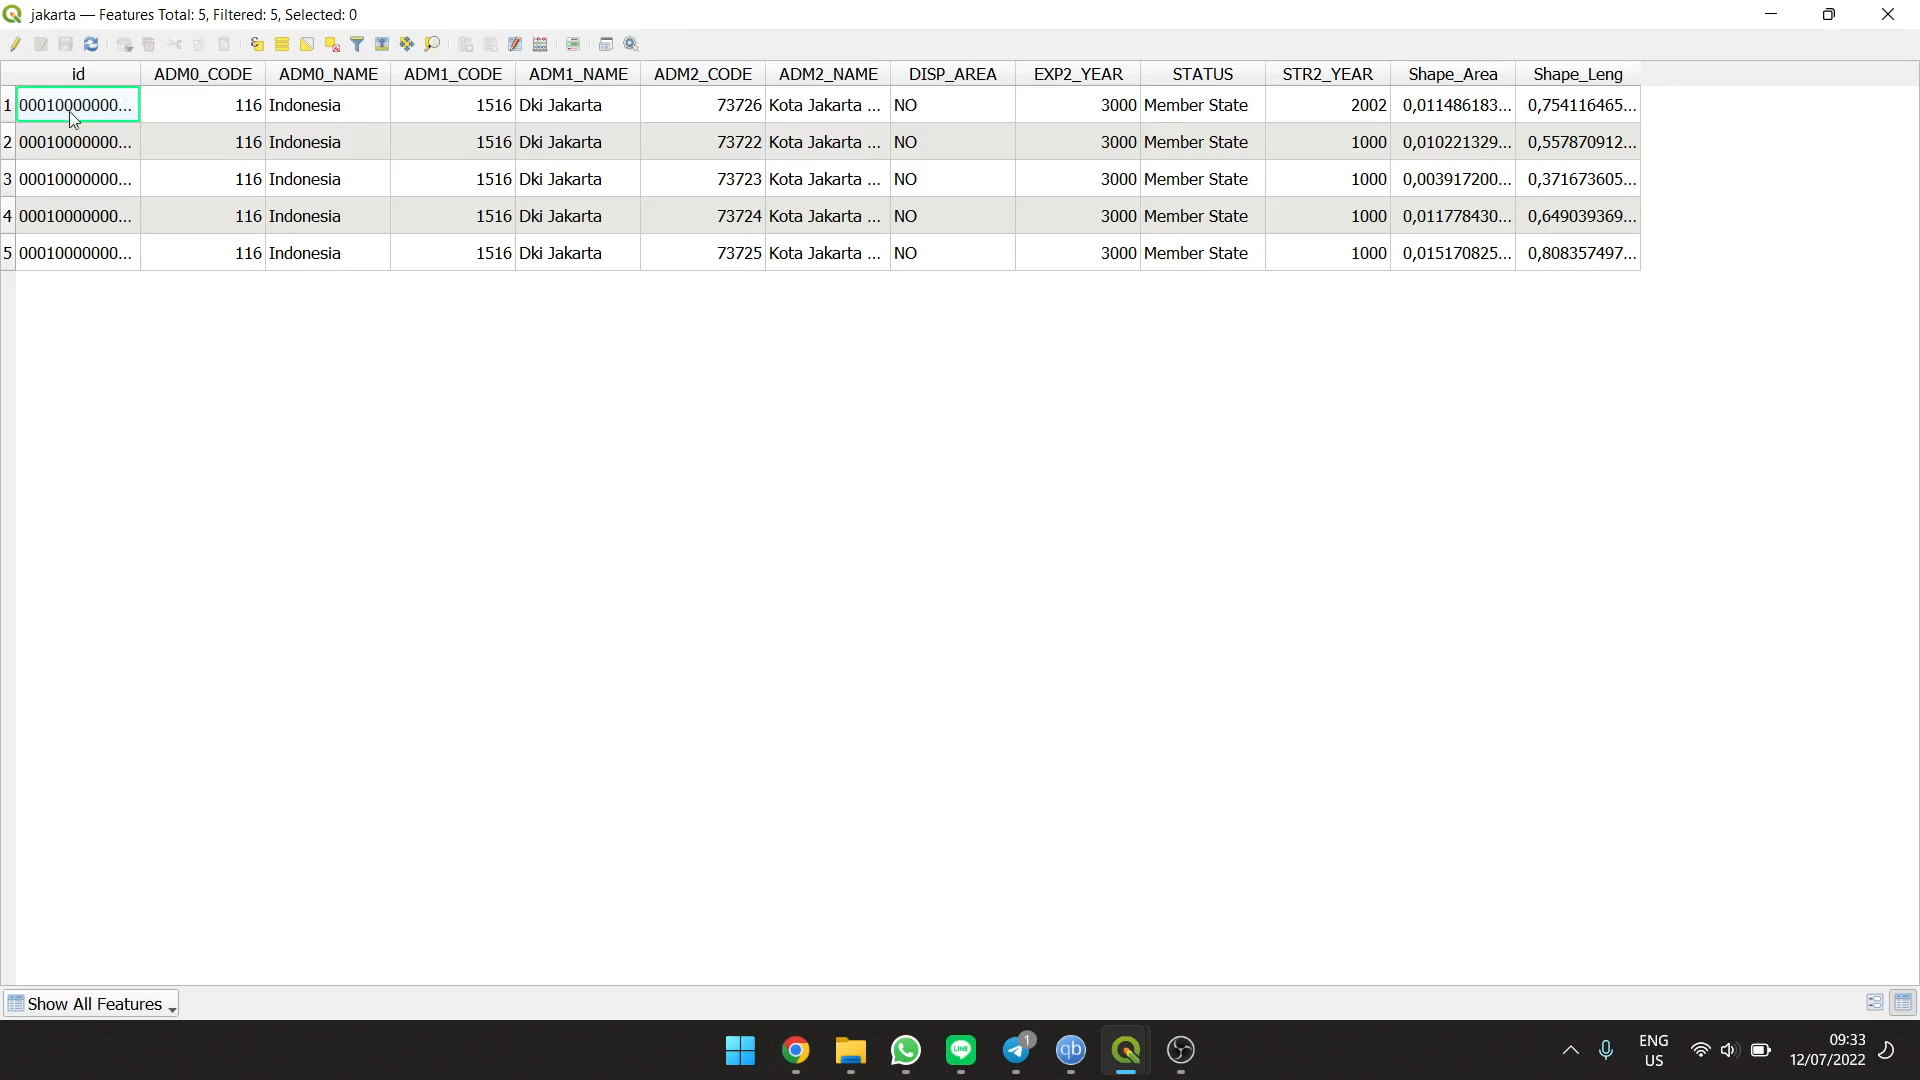 jakarta — Features Total: 5, Filtered: 5, Selected: 0
id ADM0_CODE ADM0_NAME ADM1_CODE ADM1_NAME ADM2_CODE ADM2_NAME DISP_AREA EXP2_YEAR STATUS STR2_YEAR Shape_Area Shape_Leng
1 00010000000... 116 Indonesia 1516 Dki Jakarta 73726 Kota Jakarta ... NO 3000 Member State 2002 0,011486183... 0,754116465...
2 00010000000... 116 Indonesia 1516 Dki Jakarta 73722 Kota Jakarta ... NO 3000 Member State 1000 0,010221329... 0,557870912...
3 00010000000... 116 Indonesia 1516 Dki Jakarta 73723 Kota Jakarta ... NO 3000 Member State 1000 0,003917200... 0,371673605...
4 00010000000... 116 Indonesia 1516 Dki Jakarta 73724 Kota Jakarta ... NO 3000 Member State 1000 0,011778430... 0,649039369...
5 00010000000... 116 Indonesia 1516 Dki Jakarta 73725 Kota Jakarta ... NO 3000 Member State 1000 0,015170825... 0,808357497...
Show All Features
LINE
1
qb
ENG
US
09:33
12/07/2022